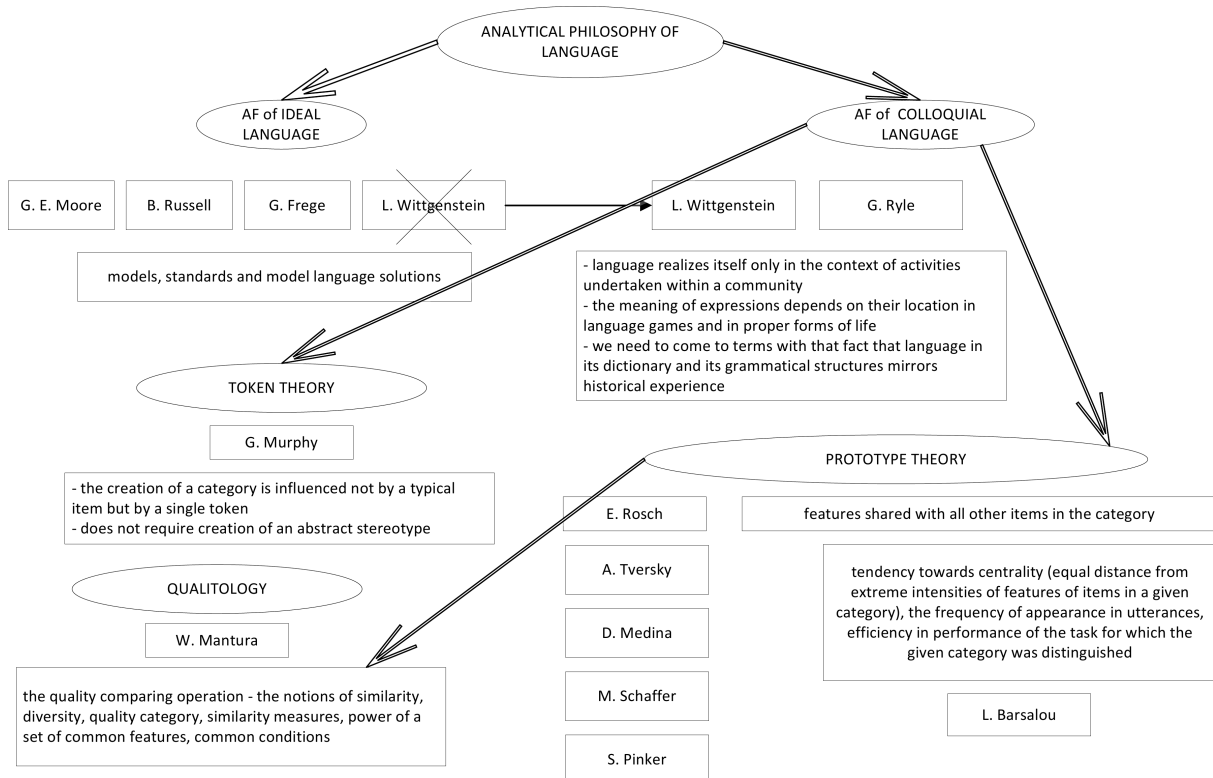 ANALYTICAL PHILOSOPHY OF
LANGUAGE
AF of IDEAL
LANGUAGE
AF of COLLOQUIAL
LANGUAGE
G. E. Moore
B. Russell
G. Frege
L. Wittgenstein
L. Wittgenstein
G. Ryle
models, standards and model language solutions
- language realizes itself only in the context of activities
undertaken within a community
- the meaning of expressions depends on their location in
language games and in proper forms of life
- we need to come to terms with that fact that language in
its dictionary and its grammatical structures mirrors
historical experience
TOKEN THEORY
G. Murphy
- the creation of a category is influenced not by a typical
item but by a single token
- does not require creation of an abstract stereotype
PROTOTYPE THEORY
E. Rosch
features shared with all other items in the category
A. Tversky
D. Medina
M. Schaffer
S. Pinker
tendency towards centrality (equal distance from
extreme intensities of features of items in a given
category), the frequency of appearance in utterances,
efficiency in performance of the task for which the
given category was distinguished
L. Barsalou
QUALITOLOGY
W. Mantura
the quality comparing operation - the notions of similarity,
diversity, quality category, similarity measures, power of a
set of common features, common conditions